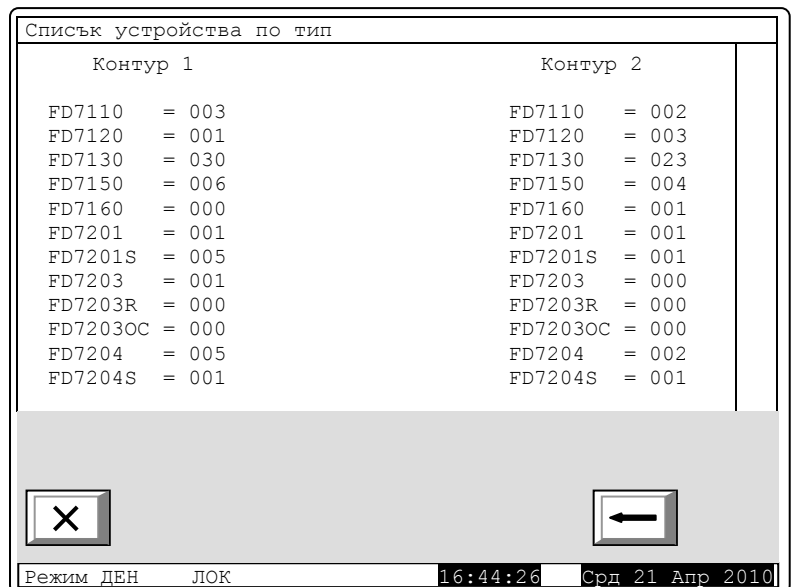 Списък устройства по тип
Контур 1 Контур 2
FD7110 = 003 FD7110 = 002
FD7120 = 001 FD7120 = 003
FD7130 = 030 FD7130 = 023
FD7150 = 006 FD7150 = 004
FD7160 = 000 FD7160 = 001
FD7201 = 001 FD7201 = 001
FD7201S = 005 FD7201S = 001
FD7203 = 001 FD7203 = 000
FD7203R = 000 FD7203R = 000
FD7203OC = 000 FD7203OC = 000
FD7204 = 005 FD7204 = 002
FD7204S = 001 FD7204S = 001
Режим ДЕН ЛОК 16:44:26 Срд 21 Апр 2010